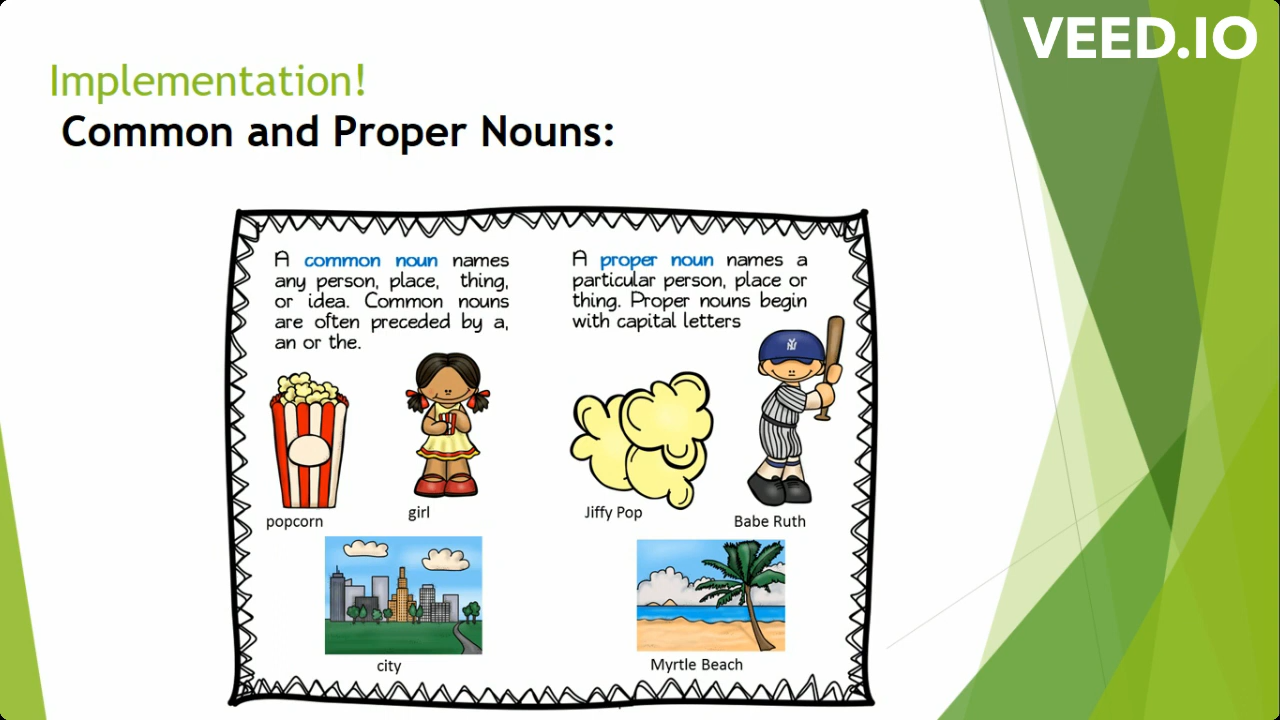 VEED.IO
Implementation!
Common and Proper Nouns:
A common noun names
any person, place, thing,
or idea. Common nouns
are often preceded by a,
an or the.
A proper noun names a
particular person, place or
thing. Proper nouns begin
with capital letters
NY
popcorn
girl
Jiffy Pop
Babe Ruth
city
Myrtle Beach